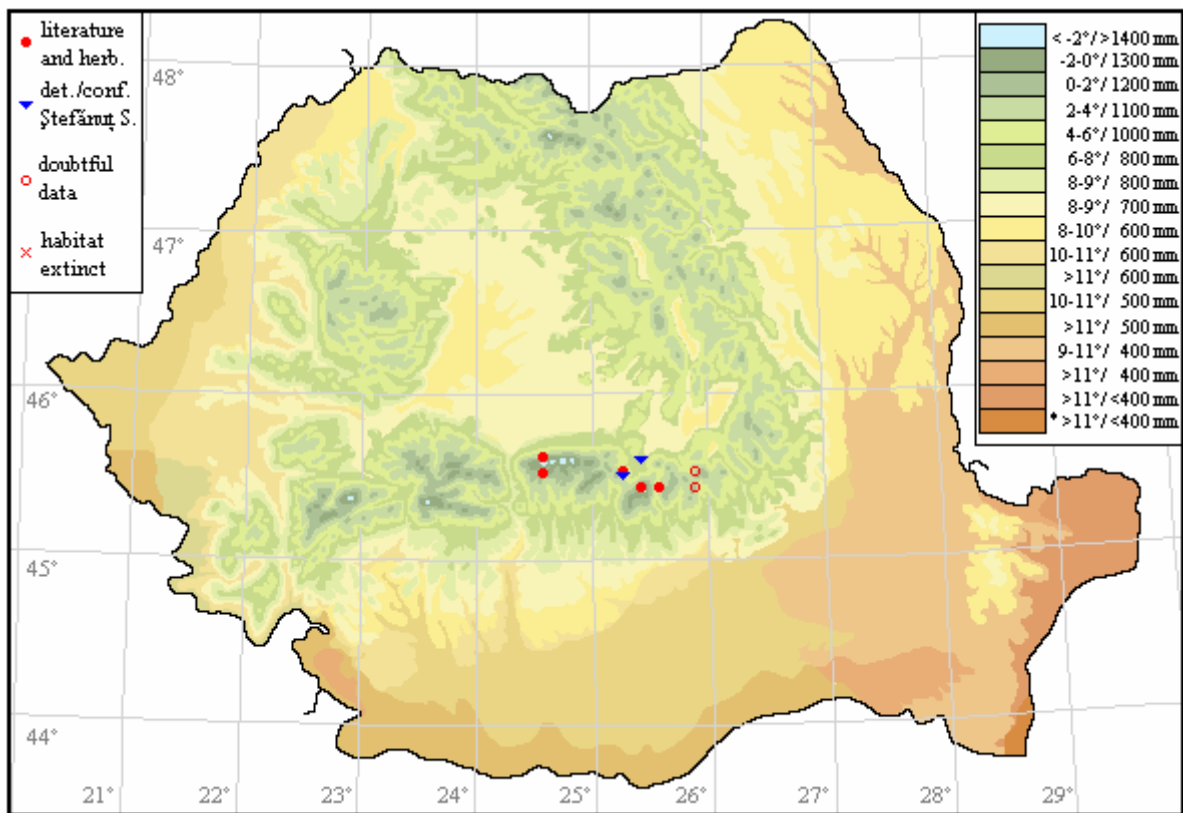 literature
and herb.
det./conf.
Ștefănuț S.
doubtful
data
habitat
extinct
< -2°/>1400 mm
-2-0°/1300 mm
0-2°/1200 mm
2-4°/1100 mm
4-6°/1000 mm
6-8°/ 800 mm
8-9°/ 800 mm
8-9°/ 700 mm
8-10°/ 600 mm
10-11°/ 600 mm
>11°/ 600 mm
10-11°/ 500 mm
>11°/ 500 mm
9-11°/ 400 mm
>11°/ 400 mm
>11°/<400 mm
* >11°/<400 mm
48°
47°
46°
45°
44°
21° 22° 23° 24° 25° 26° 27° 28° 29°